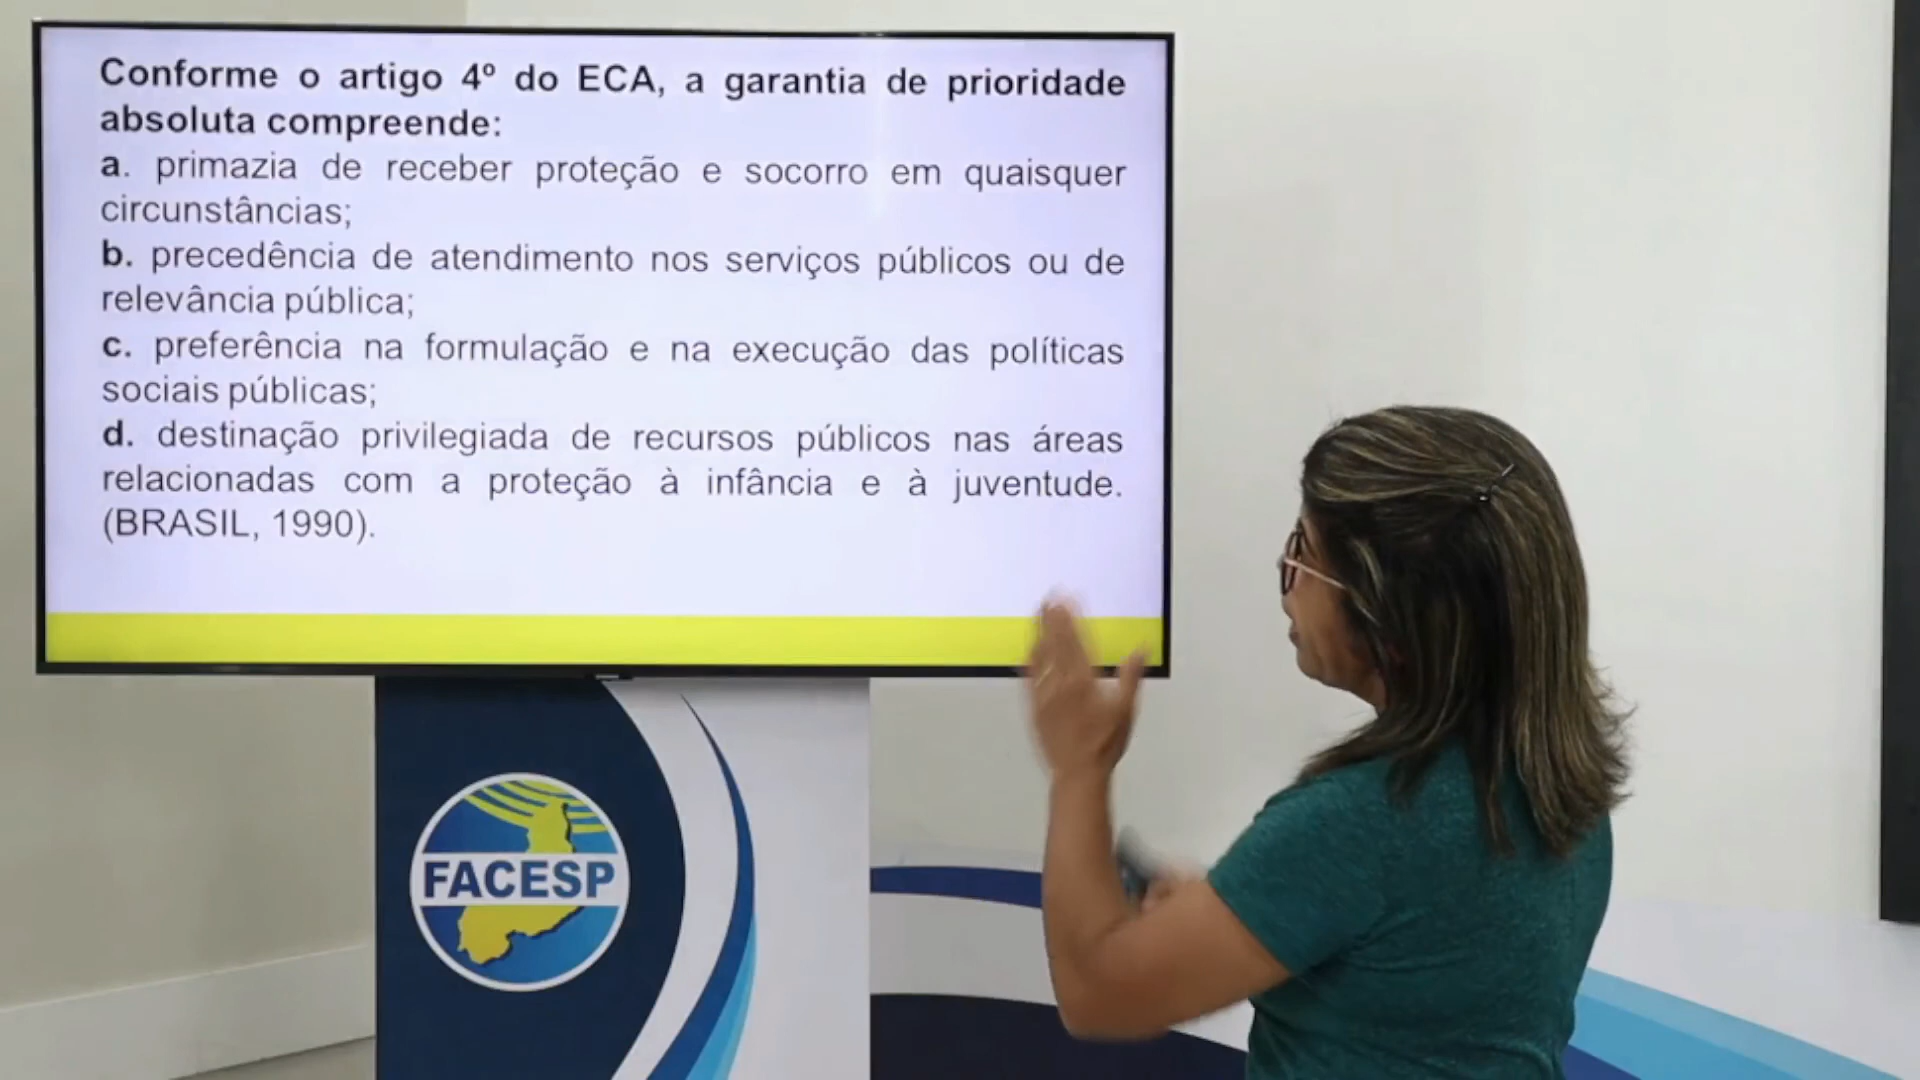 Conforme o artigo 4º do ECA, a garantia de prioridade
absoluta compreende:
a. primazia de receber proteção e socorro em quaisquer
circunstâncias;
b. precedência de atendimento nos serviços públicos ou de
relevância pública;
c. preferência na formulação e na execução das políticas
sociais públicas;
d. destinação privilegiada de recursos públicos nas áreas
relacionadas com a proteção à infância e à juventude.
(BRASIL, 1990).
FACESP